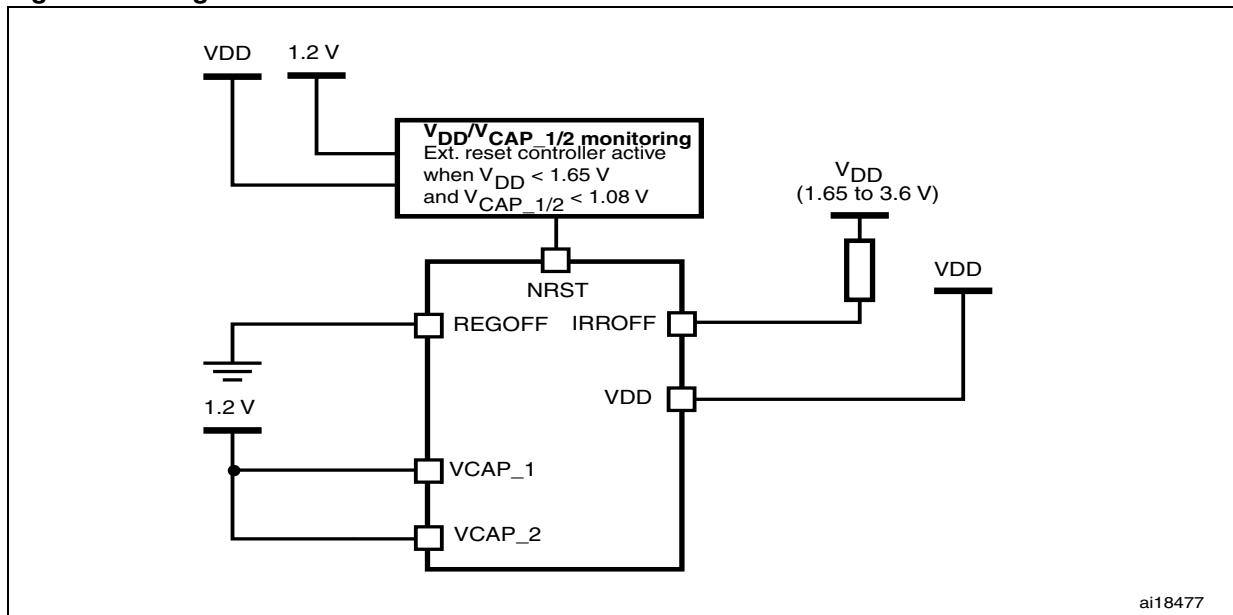 VDD 1.2 V
VDD/VCAP_1/2 monitoring
Ext. reset controller active
when VDD < 1.65 V
and VCAP_1/2 < 1.08 V
VDD
(1.65 to 3.6 V)
VDD
NRST
REGOFF IRROFF
VDD
1.2 V
VCAP_1
VCAP_2
ai18477